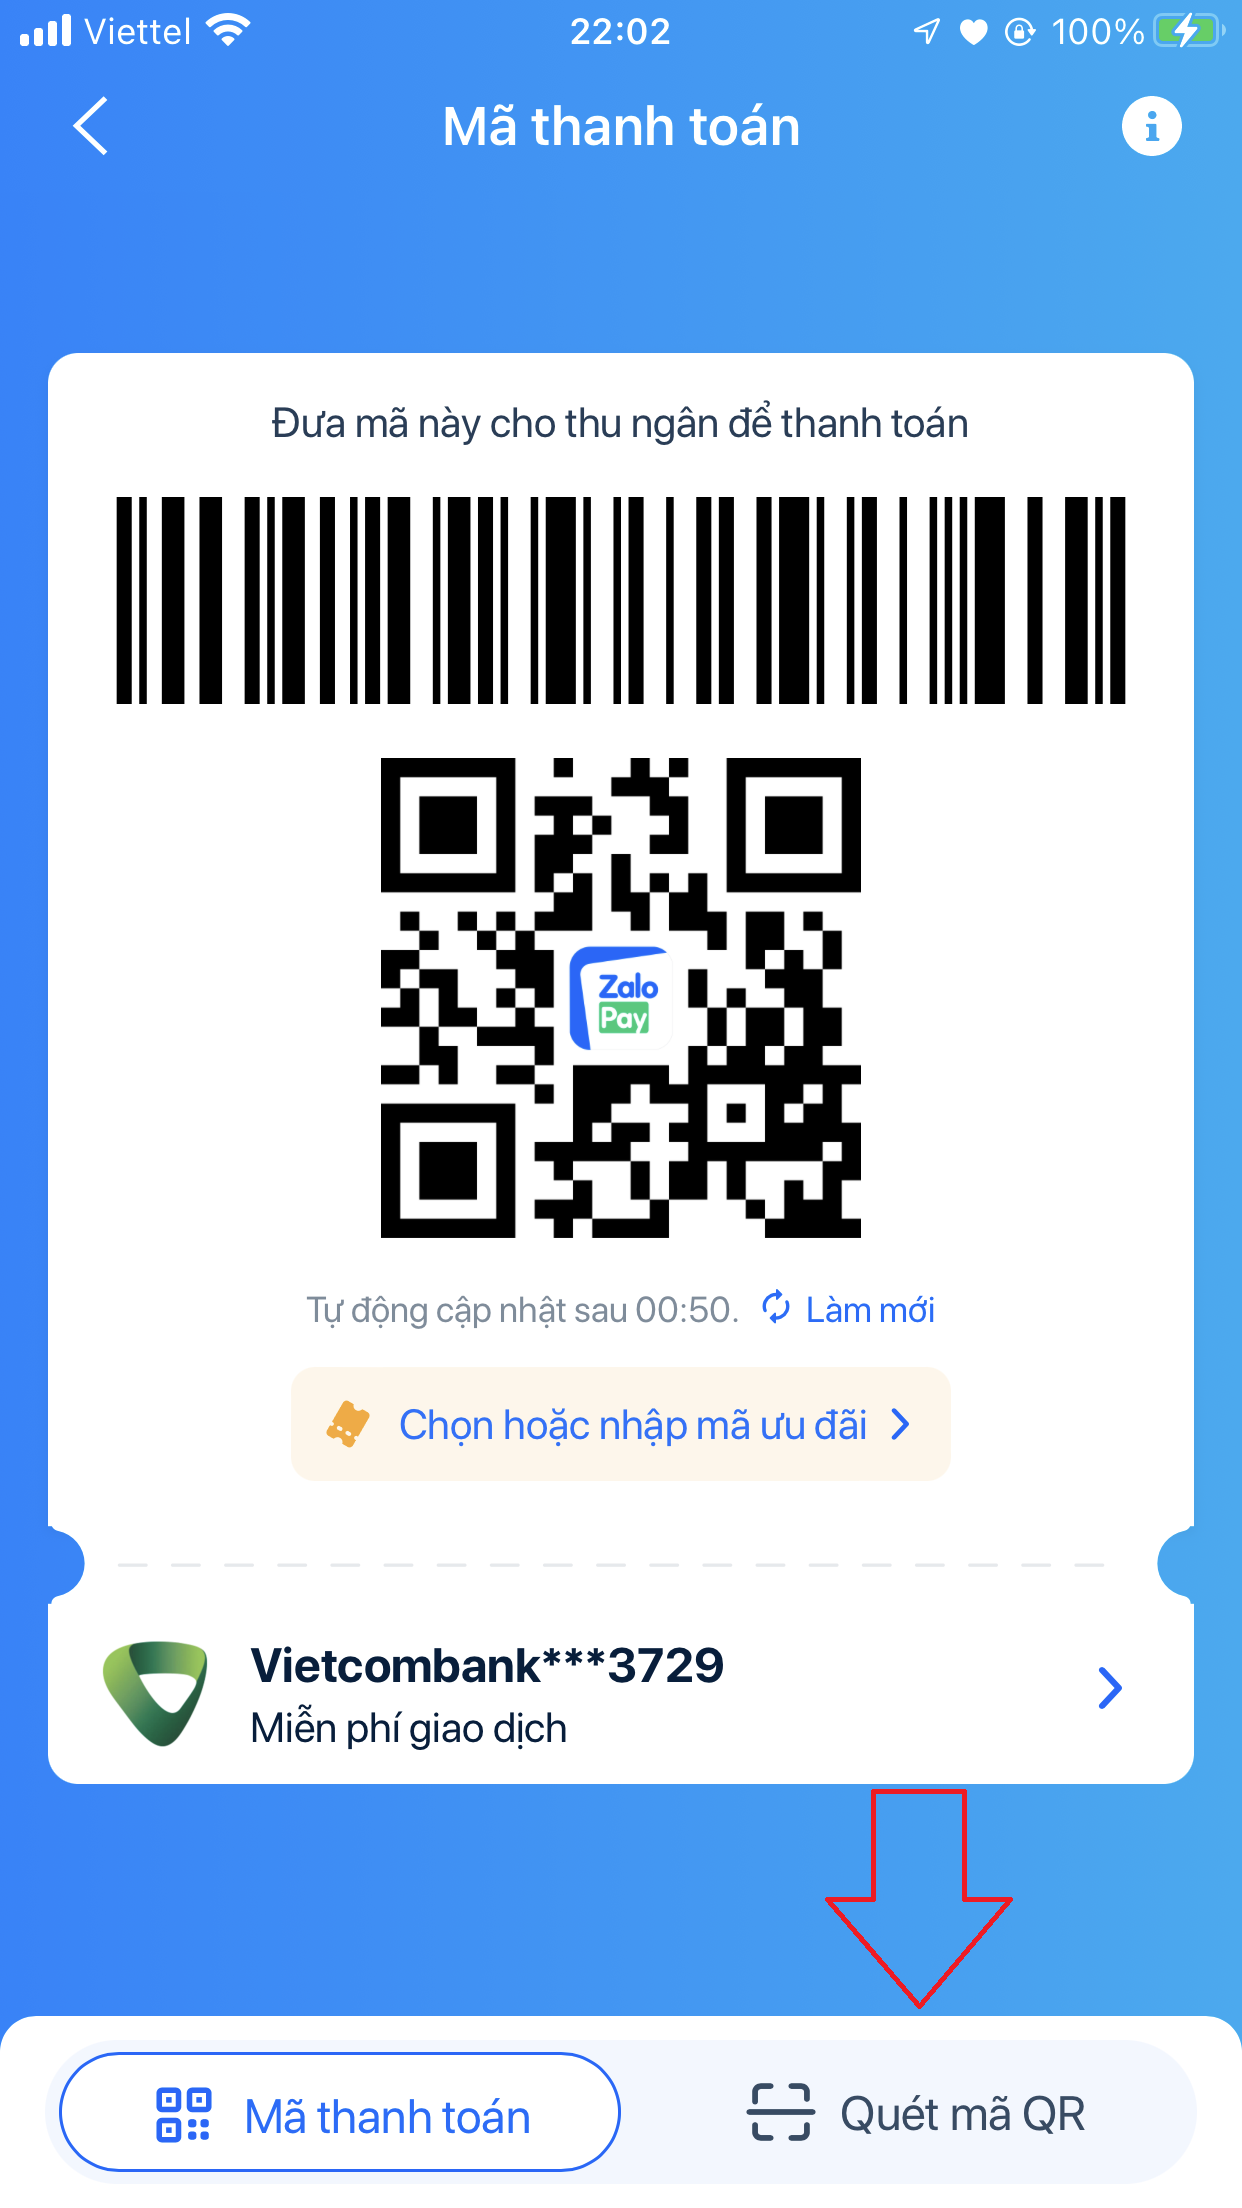 Viettel 22:02 100%
Mã thanh toán
Đưa mã này cho thu ngân để thanh toán
Zalo
Pay
Tự động cập nhật sau 00:50. Làm mới
Chọn hoặc nhập mã ưu đãi
Vietcombank***3729
Miễn phí giao dịch
Mã thanh toán
Quét mã QR